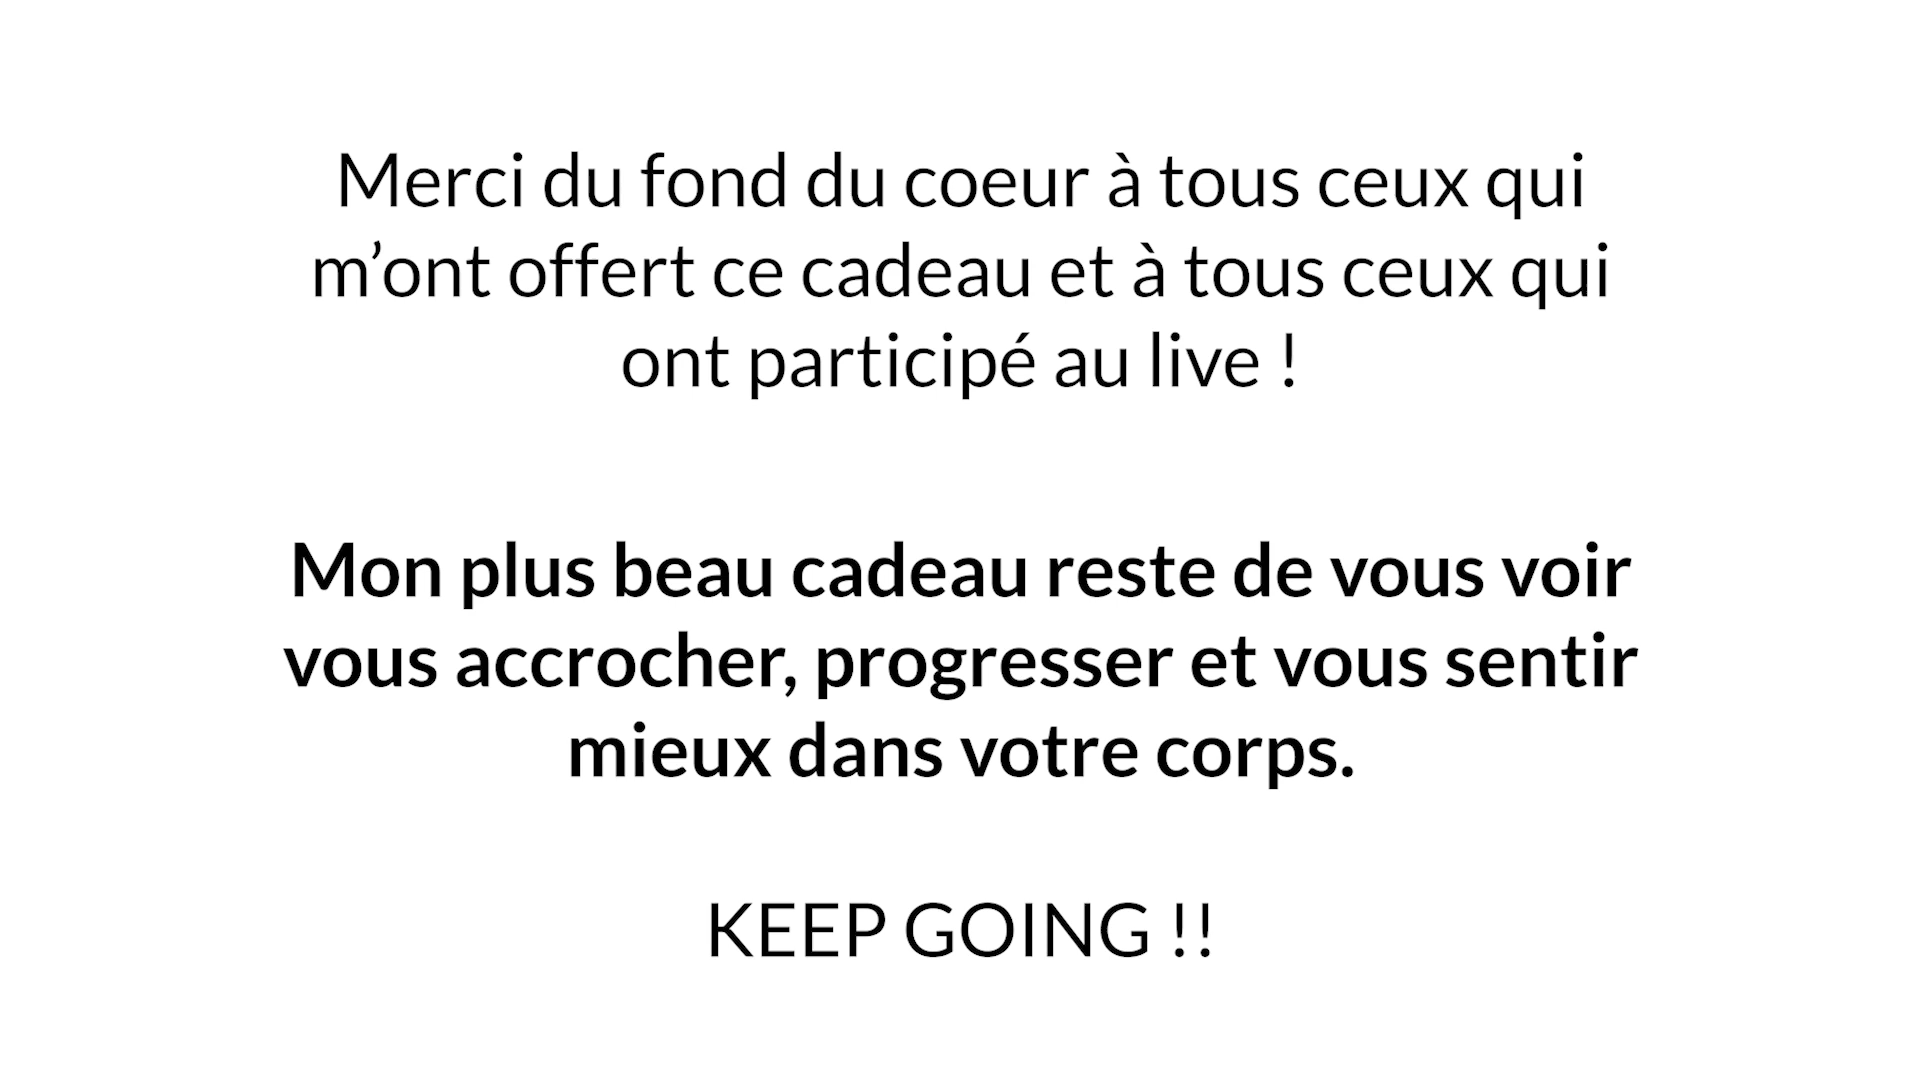 Merci du fond du coeur à tous ceux qui
m’ont offert ce cadeau et à tous ceux qui
ont participé au live !
Mon plus beau cadeau reste de vous voir
vous accrocher, progresser et vous sentir
mieux dans votre corps.
KEEP GOING !!